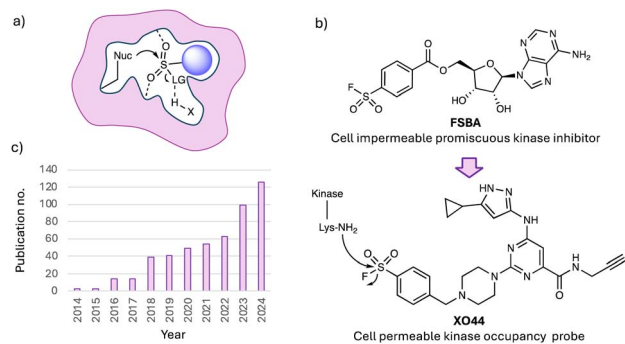 a)
Nuc
O
S
O
LG
H
X
b)
N
N
N
N
NH₂
O
O
O
F
S
O
O
HO
OH
FSBA
Cell impermeable promiscuous kinase inhibitor
c)
Publication no.
140
120
100
80
60
40
20
0
2014
2015
2016
2017
2018
2019
2020
2021
2022
2023
2024
Year
Kinase
Lys-NH₂
HN
N
NH
O
O
S
F
N
N
N
N
O
H
N
XO44
Cell permeable kinase occupancy probe